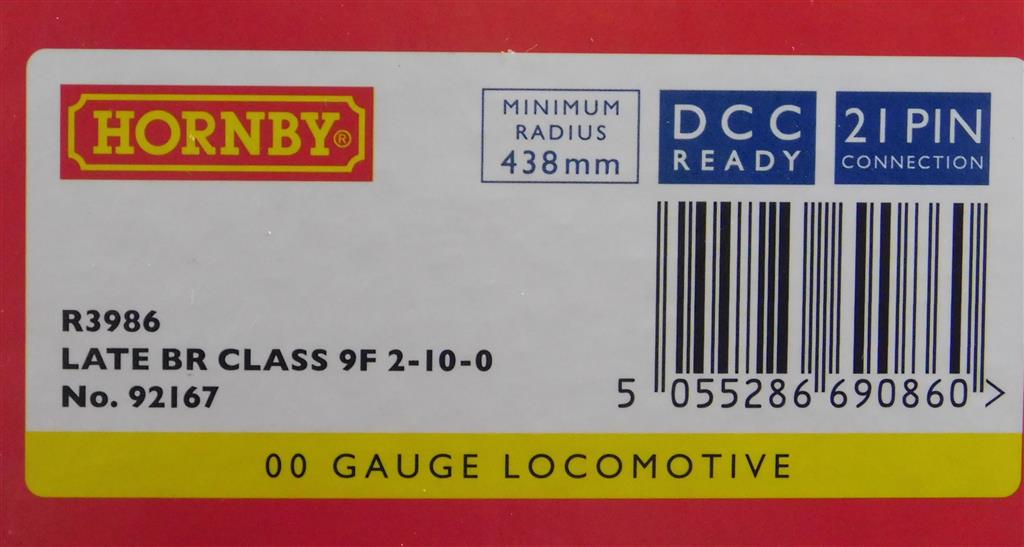 HORNBY®
MINIMUM
RADIUS
438mm
DCC
READY
21 PIN
CONNECTION
R3986
LATE BR CLASS 9F 2-10-0
No. 92167
5 055286 690860 >
00 GAUGE LOCOMOTIVE